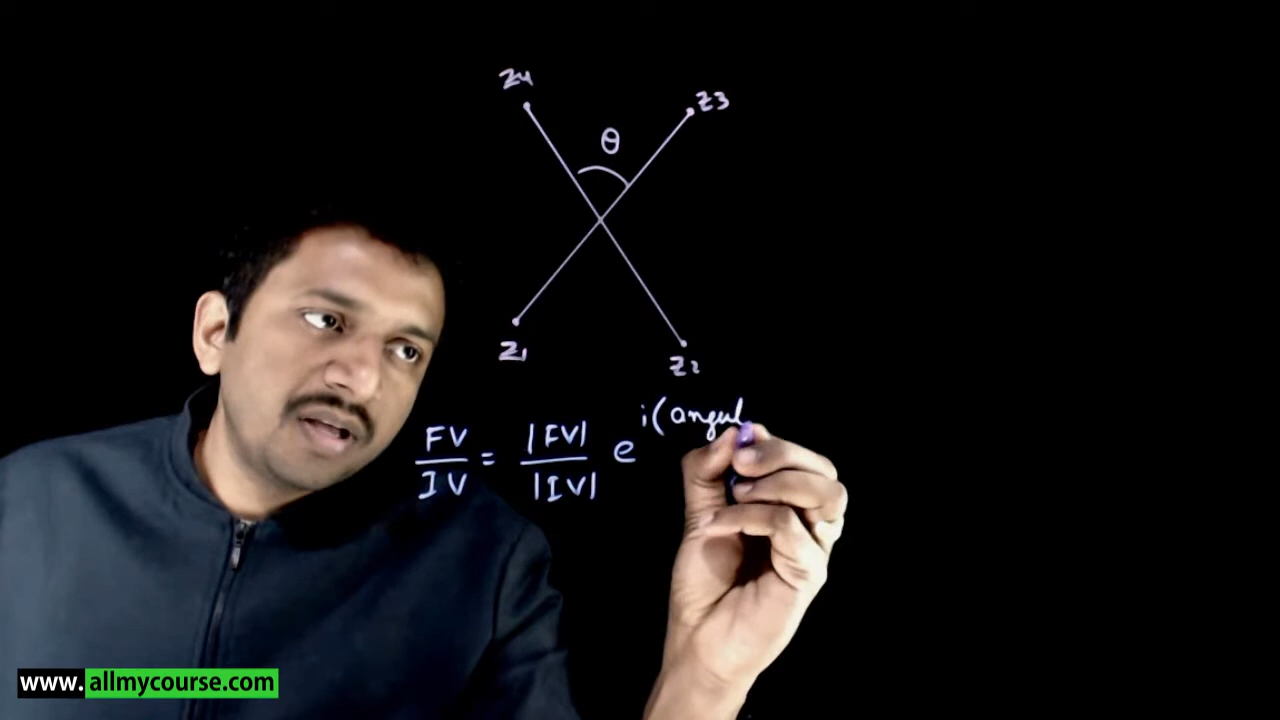 Z4
Z3
θ
Z1
Z2
FV/IV = |FV|/|IV| e^i(angul
www.allmycourse.com